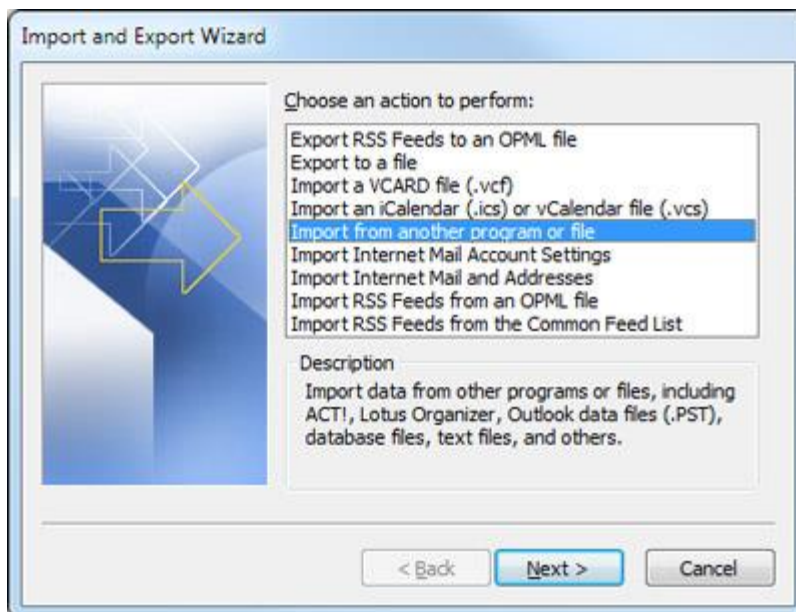 Import and Export Wizard
Choose an action to perform:
Export RSS Feeds to an OPML file
Export to a file
Import a VCARD file (.vcf)
Import an iCalendar (.ics) or vCalendar file (.vcs)
Import from another program or file
Import Internet Mail Account Settings
Import Internet Mail and Addresses
Import RSS Feeds from an OPML file
Import RSS Feeds from the Common Feed List
Description
Import data from other programs or files, including
ACT!, Lotus Organizer, Outlook data files (.PST),
database files, text files, and others.
< Back Next > Cancel